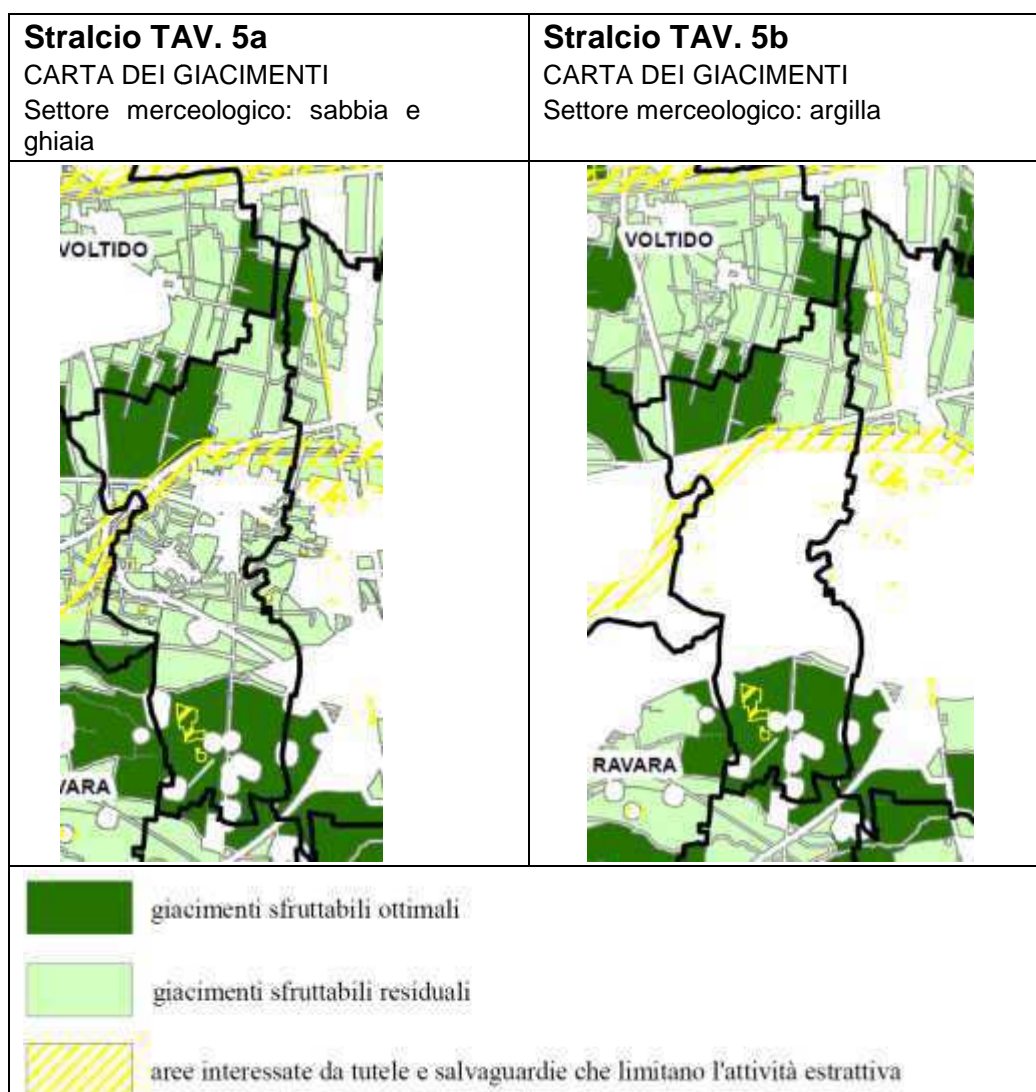 Stralcio TAV. 5a
CARTA DEI GIACIMENTI
Settore merceologico: sabbia e
ghiaia
Stralcio TAV. 5b
CARTA DEI GIACIMENTI
Settore merceologico: argilla
VOLTIDO
VARA
VOLTIDO
RAVARA
giacimenti sfruttabili ottimali
giacimenti sfruttabili residuali
aree interessate da tutele e salvaguardie che limitano l'attività estrattiva